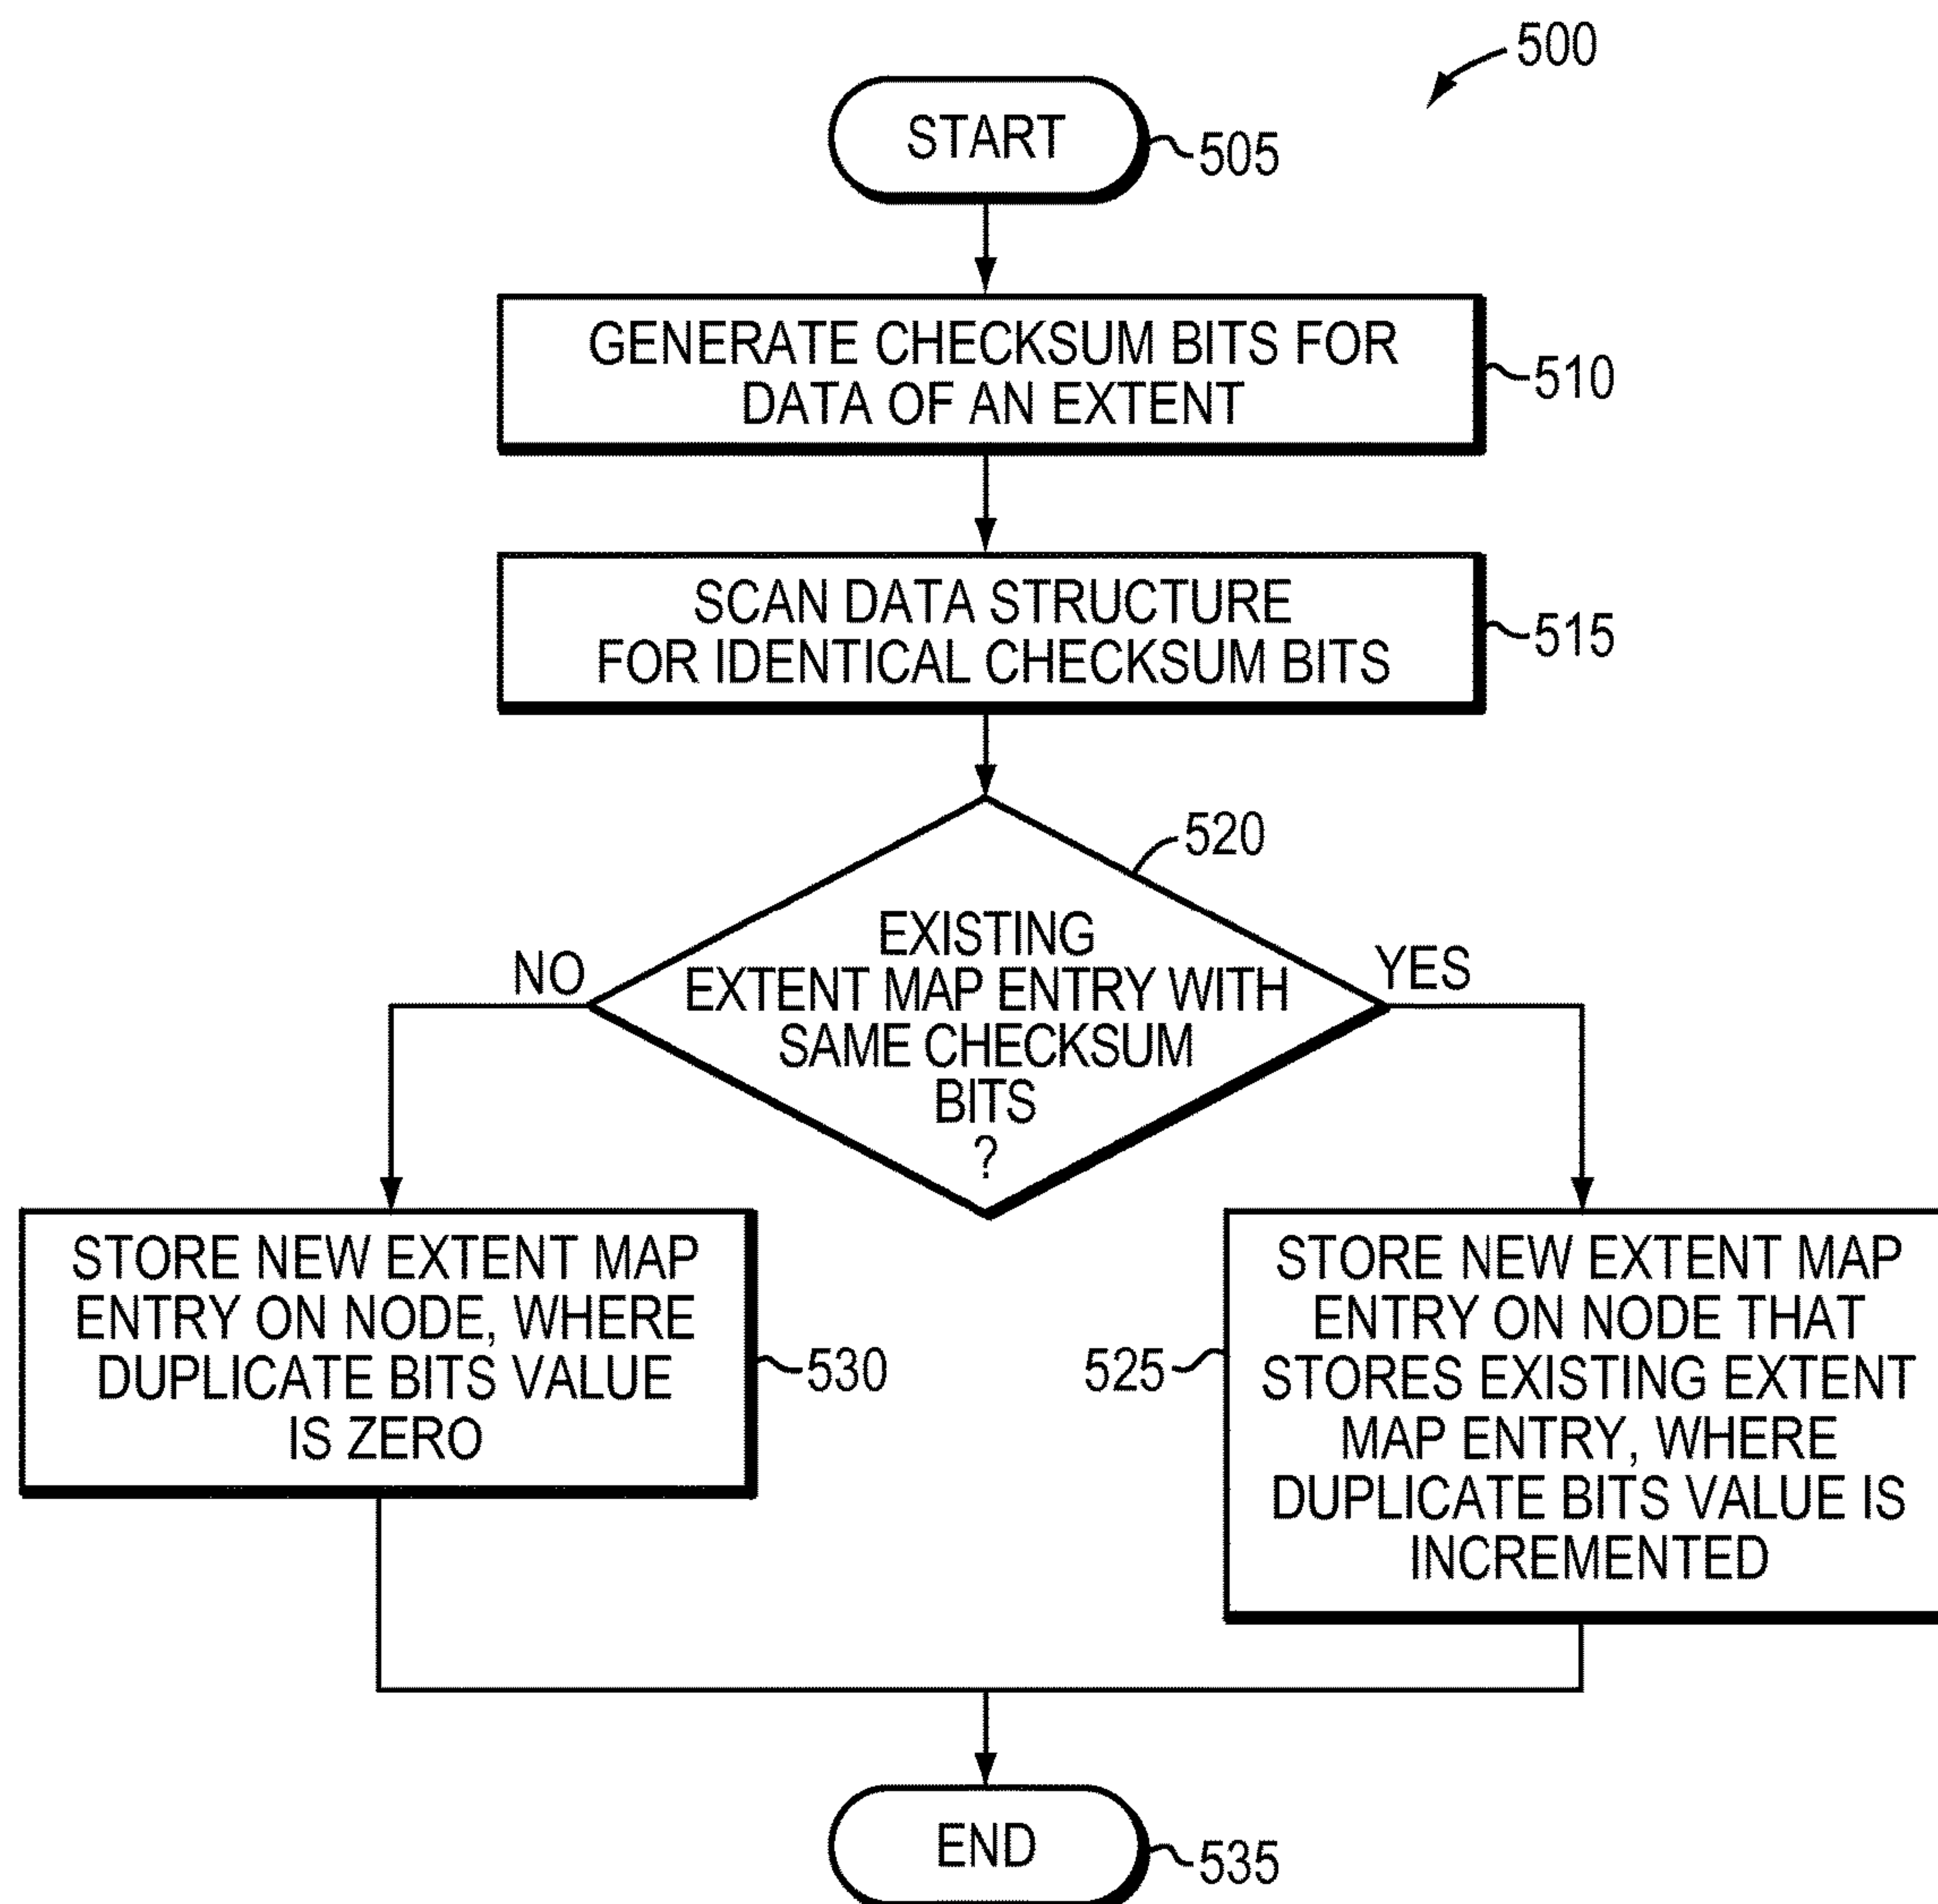 500
START
505
GENERATE CHECKSUM BITS FOR
DATA OF AN EXTENT
510
SCAN DATA STRUCTURE
FOR IDENTICAL CHECKSUM BITS
515
520
EXISTING
EXTENT MAP ENTRY WITH
SAME CHECKSUM
BITS
?
NO
YES
STORE NEW EXTENT MAP
ENTRY ON NODE, WHERE
DUPLICATE BITS VALUE
IS ZERO
530
525
STORE NEW EXTENT MAP
ENTRY ON NODE THAT
STORES EXISTING EXTENT
MAP ENTRY, WHERE
DUPLICATE BITS VALUE IS
INCREMENTED
END
535